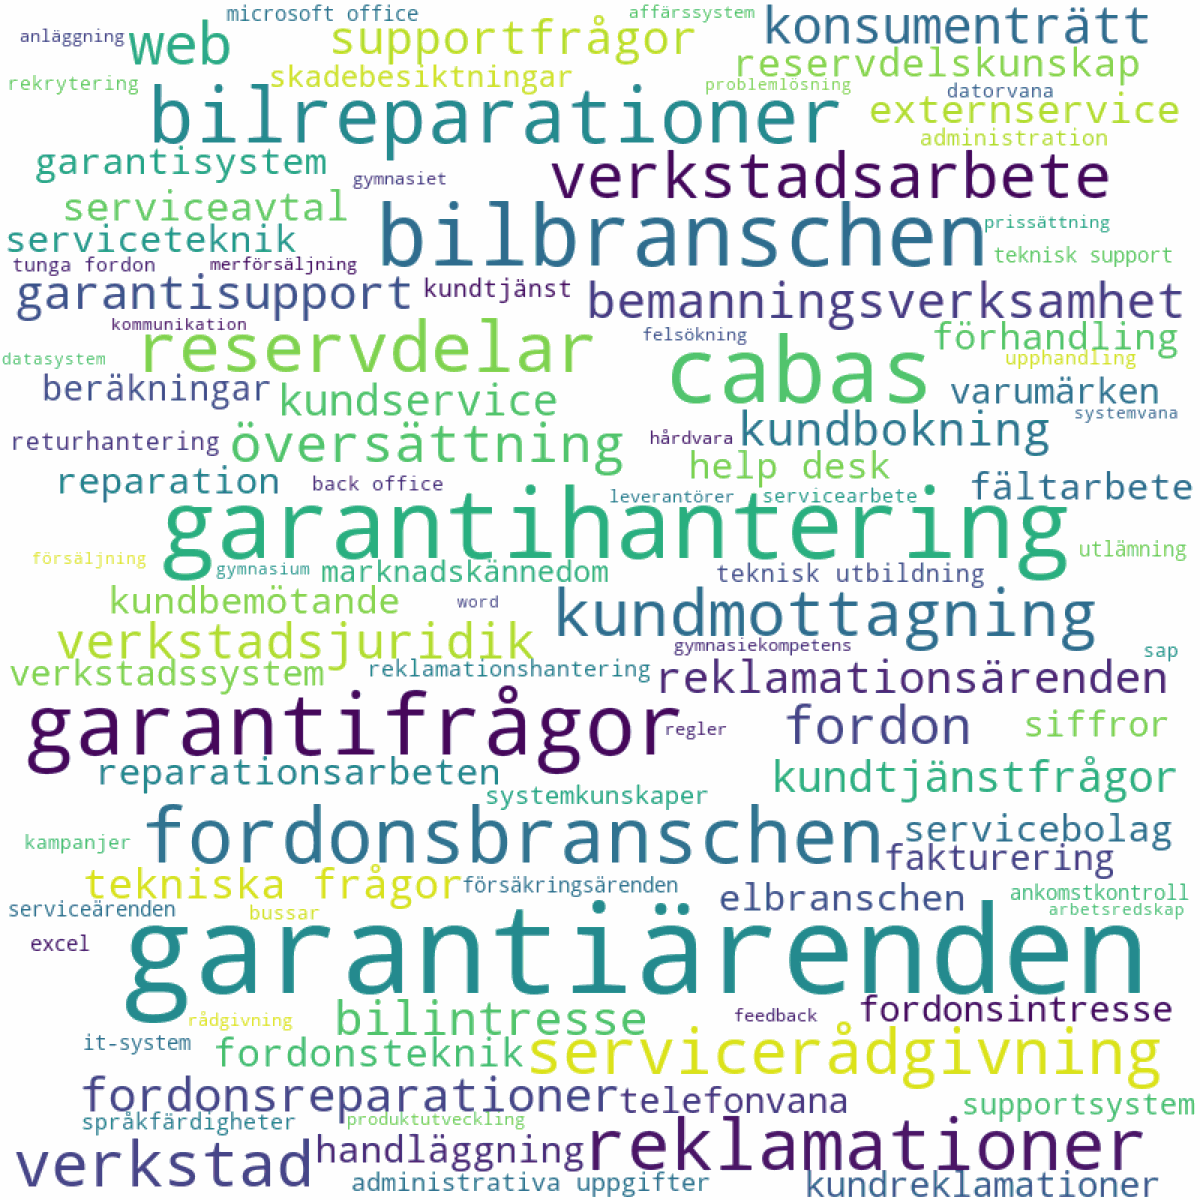 microsoft office
affärssystem
konsumenträtt
anläggning
web
supportfrågor
reservdelskunskap
rekrytering
skadebesiktningar
problemlösning
datorvana
bilreparationer
externservice
administration
garantisystem
gymnasiet
verkstadsarbete
serviceavtal
bilbranschen
prissättning
serviceteknik
teknisk support
tunga fordon
merförsäljning
garantisupport
kundtjänst
bemanningsverksamhet
kommunikation
felsökning
förhandling
datasystem
reservdelar
cabas
upphandling
beräkningar
kundservice
varumärken
systemvana
returhantering
översättning
hårdvara
kundbokning
reparation
back office
help desk
fältarbete
leverantörer
servicearbete
garantihantering
försäljning
gymnasium
marknadskännedom
teknisk utbildning
utlämning
kundbemötande
word
kundmottagning
verkstadsjuridik
gymnasiekompetens
sap
verkstadssystem
reklamationshantering
reklamationsärenden
garantifrågor
regler
fordon
siffror
reparationsarbeten
kundtjänstfrågor
systemkunskaper
kampanjer
fordonsbranschen
servicebolag
fakturering
tekniska frågor
försäkringsärenden
elbranschen
ankomstkontroll
serviceärenden
bussar
arbetsredskap
excel
garantiärenden
rådgivning
bilintresse
feedback
fordonsintresse
it-system
fordonsteknik
servicerådgivning
fordonsreparationer
telefonvana
supportsystem
språkfärdigheter
produktutveckling
verkstad
handläggning
reklamationer
administrativa uppgifter
kundreklamationer